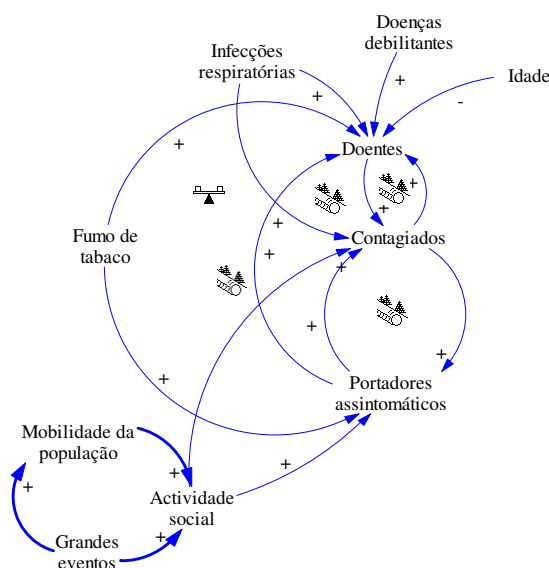 Doenças
debilitantes
Infecções
respiratórias
Idade
+
+
-
+
Doentes
+
+
+
Contagiados
Fumo de
tabaco
+
+
+
+
+
Portadores
assintomáticos
+
Mobilidade da
população
+
+
+
Actividade
social
+
Grandes
eventos